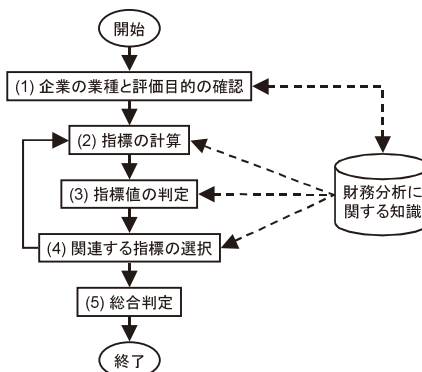 開始
(1) 企業の業種と評価目的の確認
(2) 指標の計算
(3) 指標値の判定
財務分析に
関する知識
(4) 関連する指標の選択
(5) 総合判定
終了